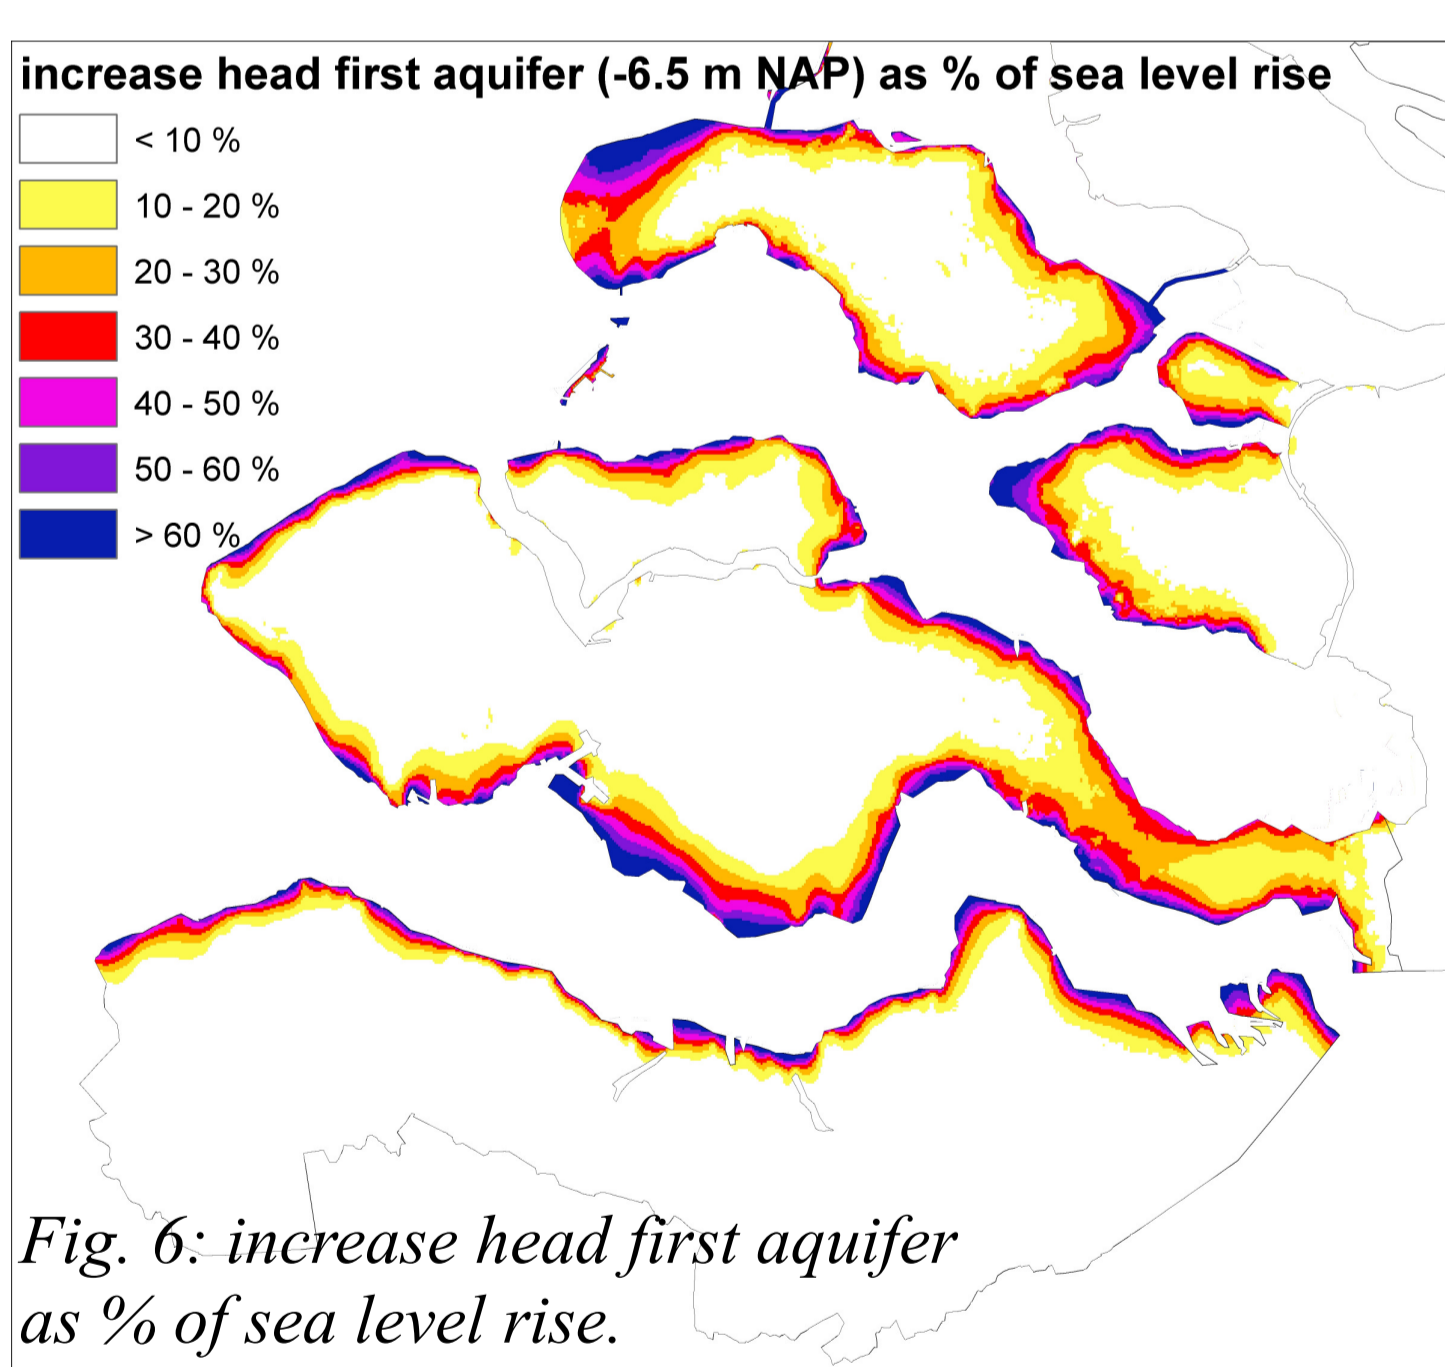 increase head first aquifer (-6.5 m NAP) as % of sea level rise
< 10 %
10 - 20 %
20 - 30 %
30 - 40 %
40 - 50 %
50 - 60 %
> 60 %
Fig. 6: increase head first aquifer
as % of sea level rise.